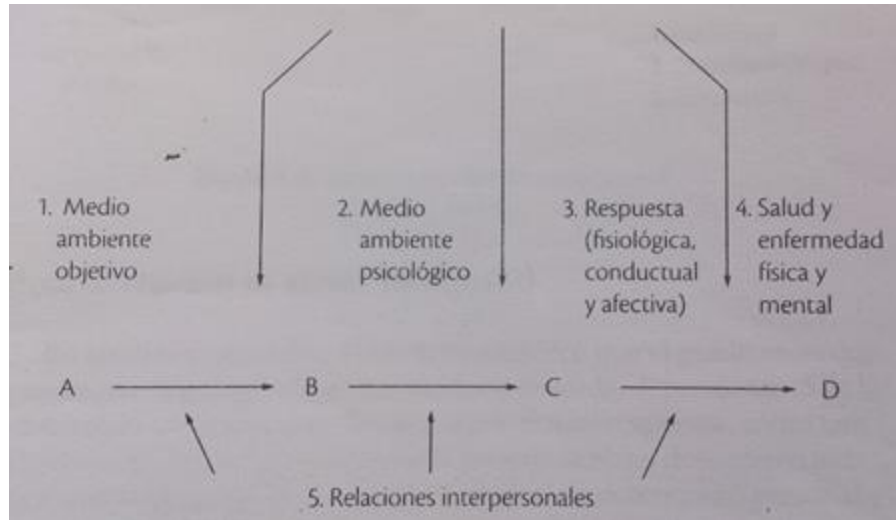 1. Medio
ambiente
objetivo
2. Medio
ambiente
psicológico
3. Respuesta
(fisiológica,
conductual
y afectiva)
4. Salud y
enfermedad
física y
mental
A B C D
5. Relaciones interpersonales